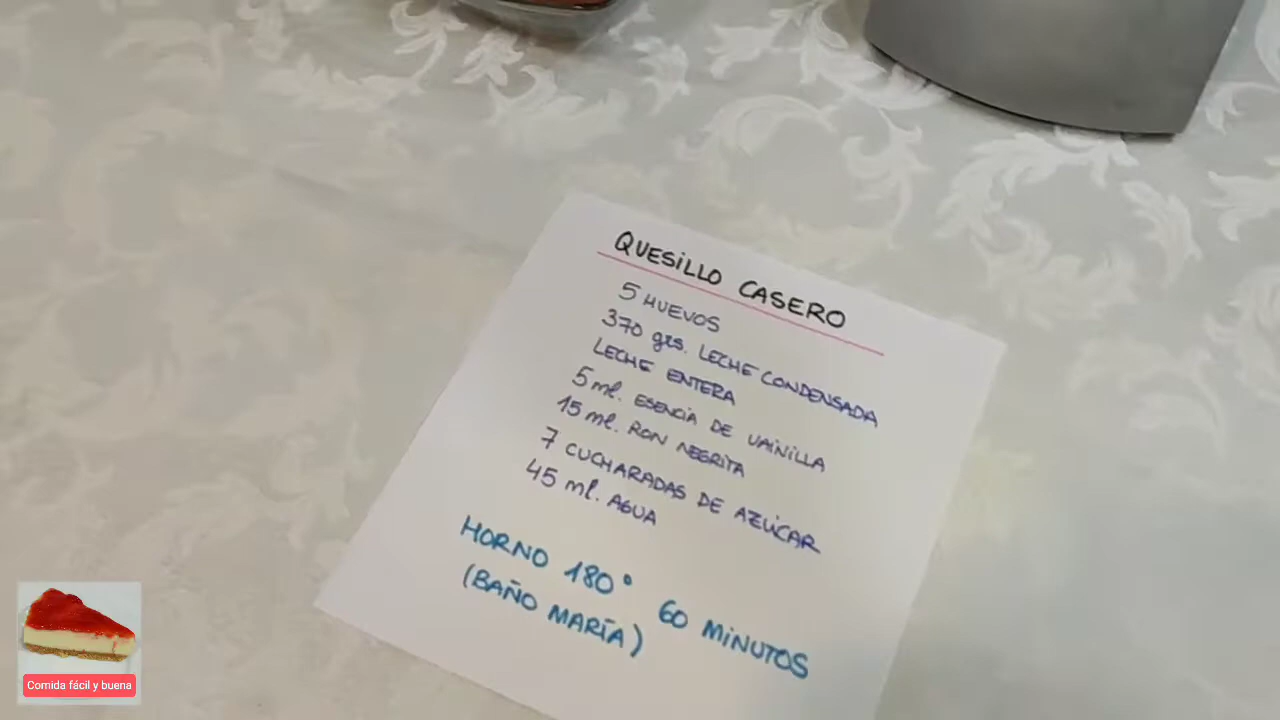 QUESILLO CASERO
5 HUEVOS
370 grs. LECHE CONDENSADA
LECHE ENTERA
5 ml. ESENCIA DE VAINILLA
15 ml. RON NEGRITA
7 CUCHARADAS DE AZÚCAR
45 ml. AGUA
HORNO 180° 60 MINUTOS
(BAÑO MARÍA)
Comida fácil y buena